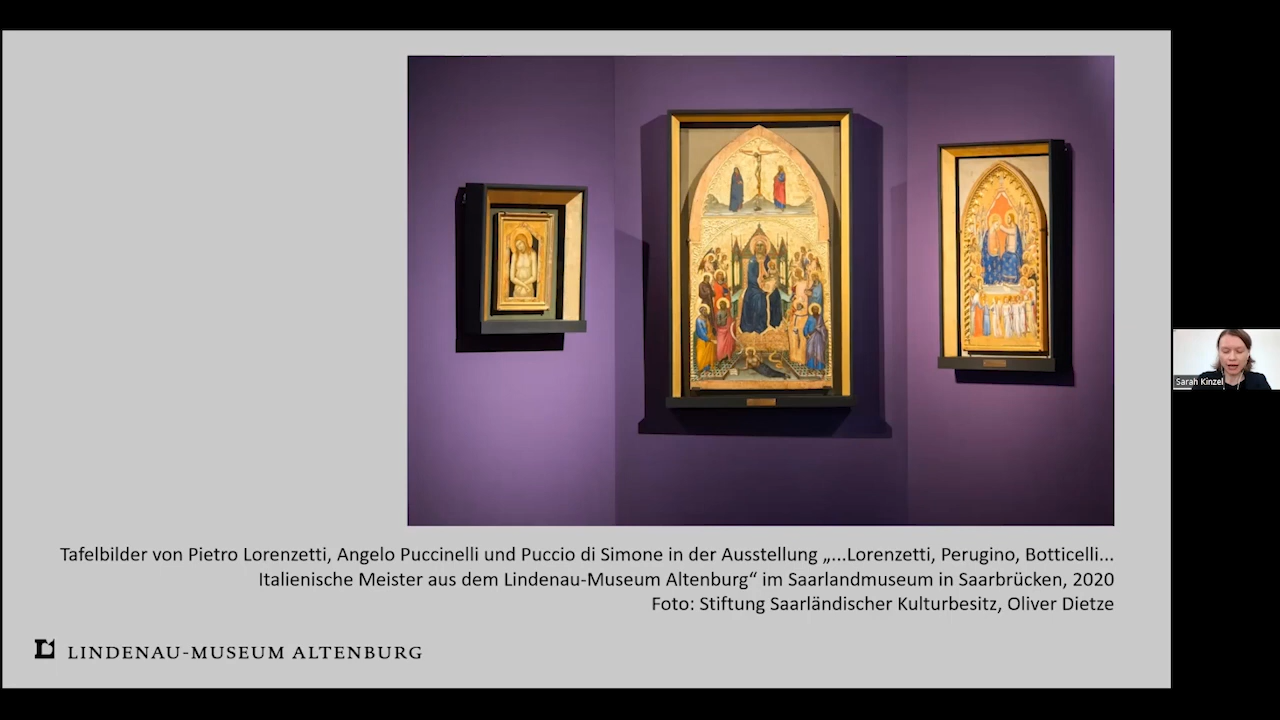 Tafelbilder von Pietro Lorenzetti, Angelo Puccinelli und Puccio di Simone in der Ausstellung „...Lorenzetti, Perugino, Botticelli...
Italienische Meister aus dem Lindenau-Museum Altenburg“ im Saarlandmuseum in Saarbrücken, 2020
Foto: Stiftung Saarländischer Kulturbesitz, Oliver Dietze
LINDENAU-MUSEUM ALTENBURG
Sarah Kinzel